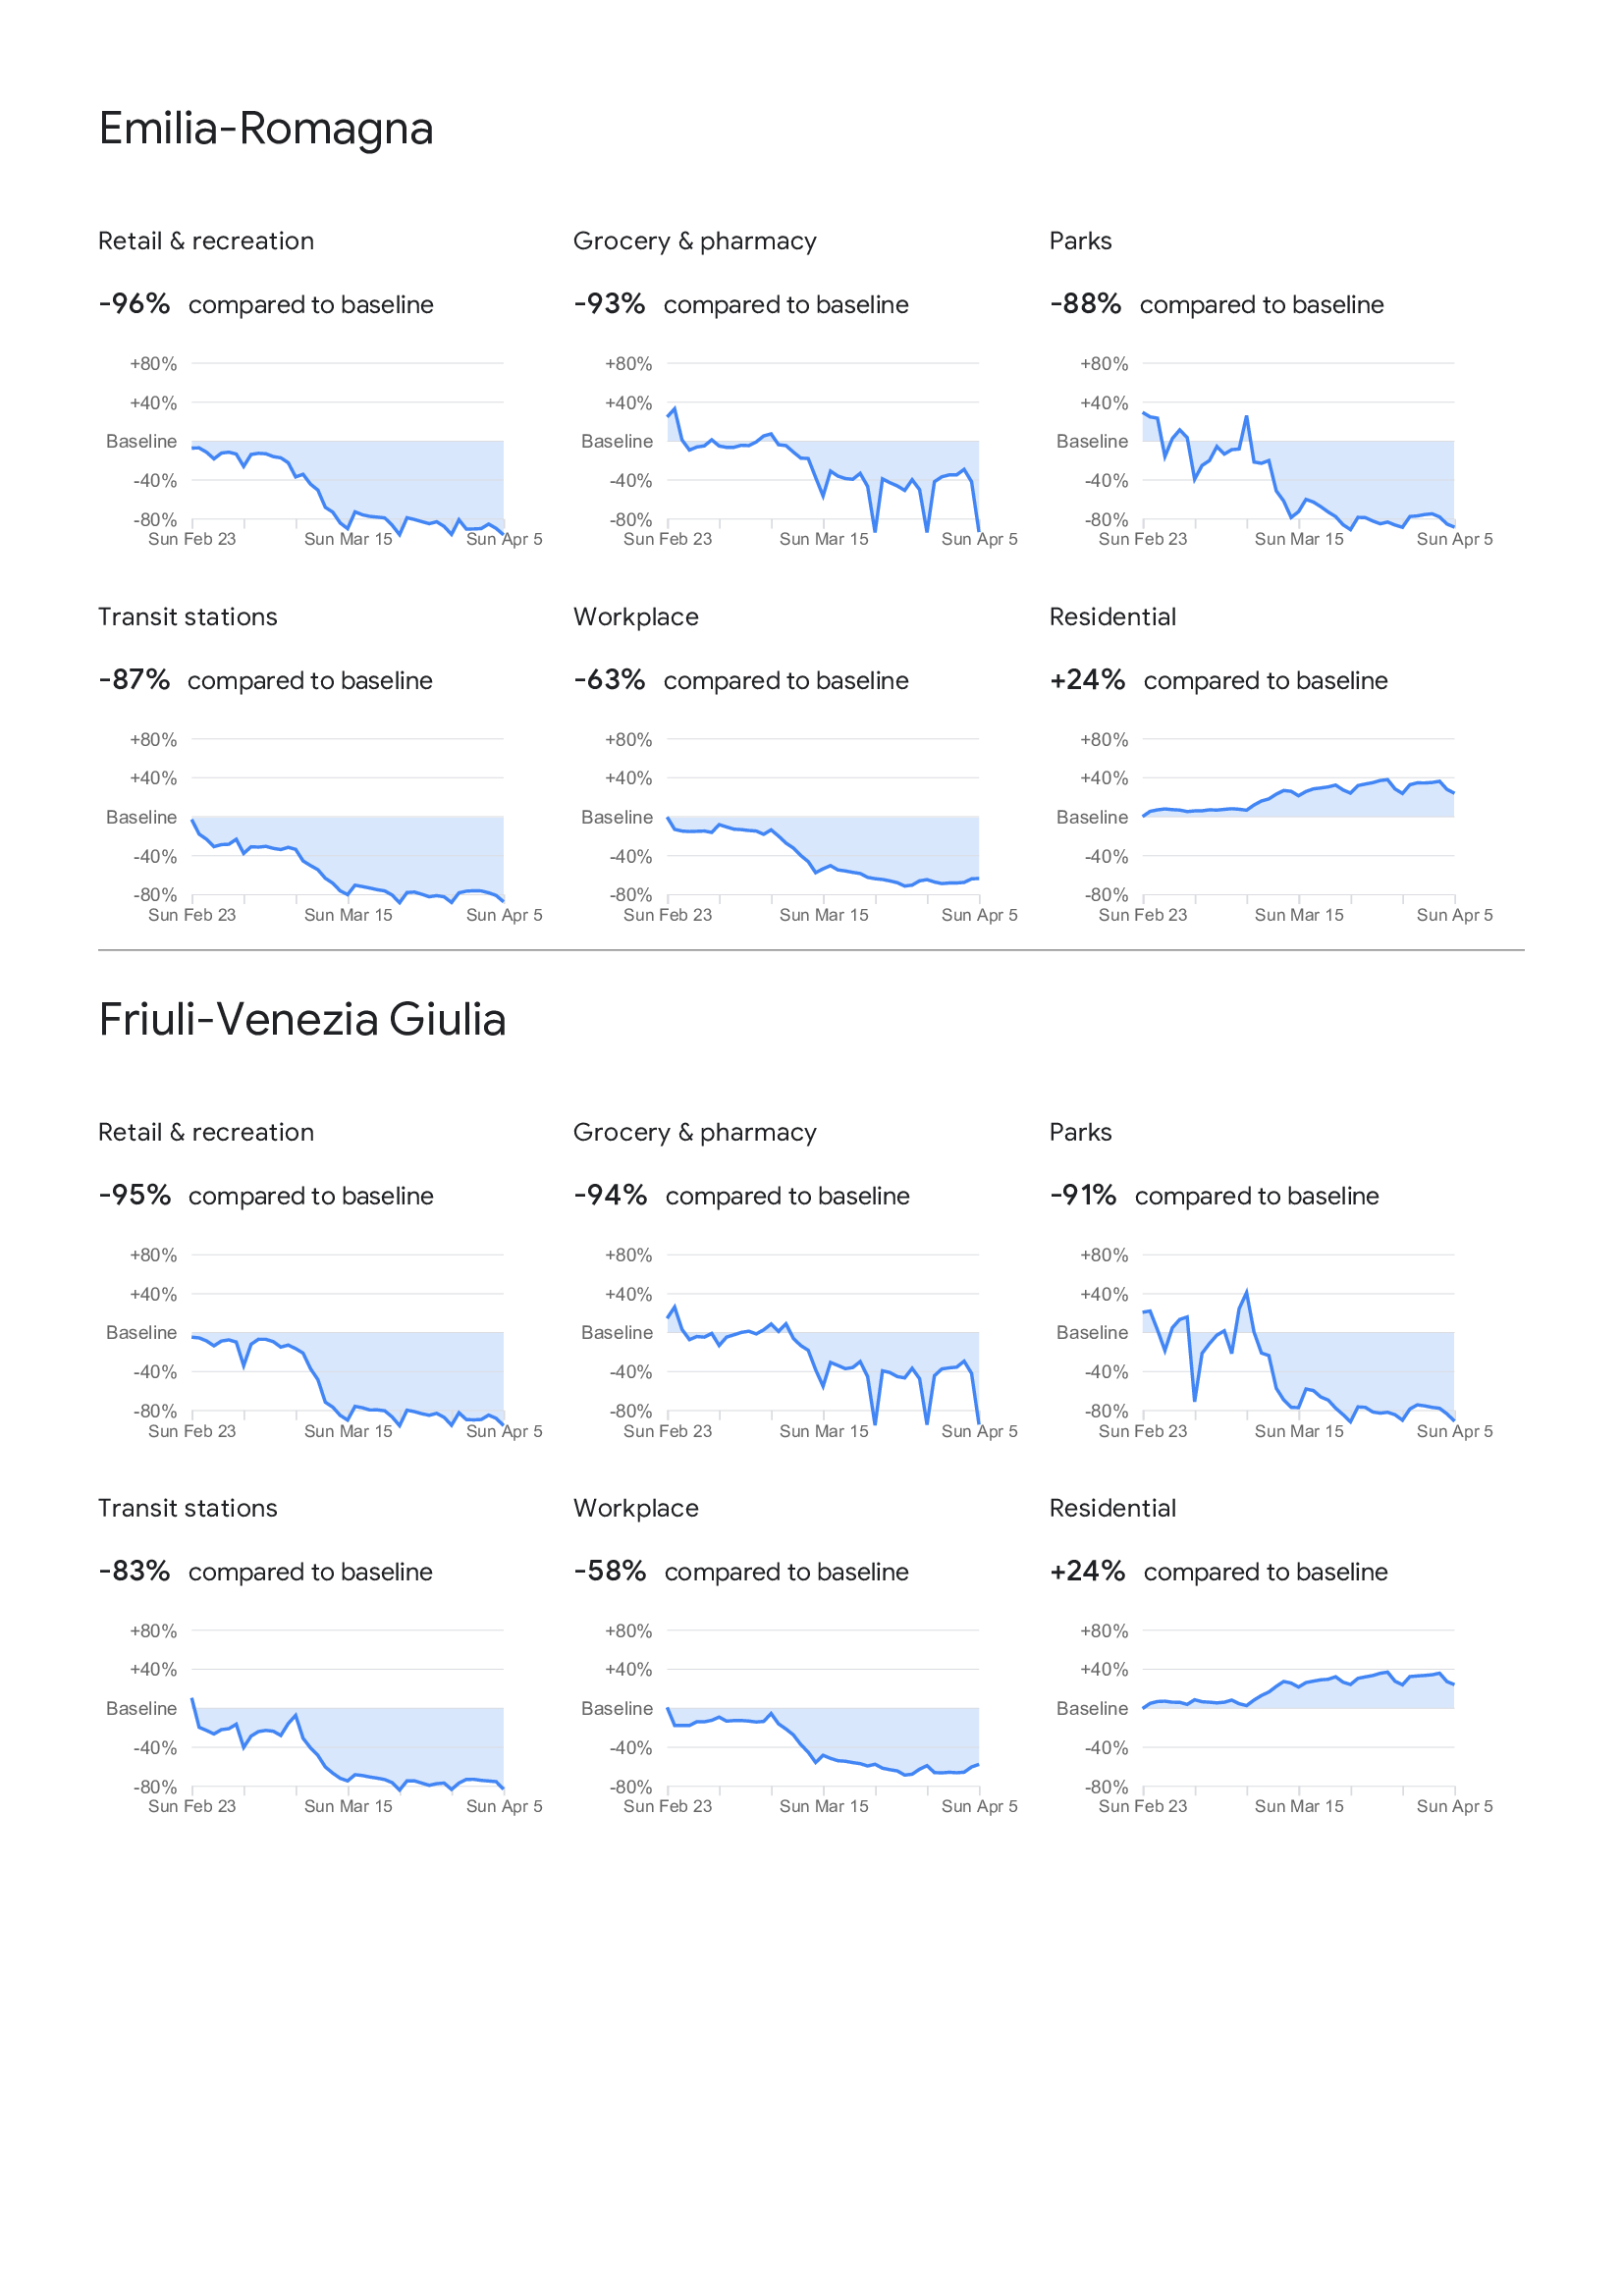 Emilia-Romagna
Retail & recreation
-96% compared to baseline
+80%
+40%
Baseline
-40%
-80%
Sun Feb 23 Sun Mar 15 Sun Apr 5
Grocery & pharmacy
-93% compared to baseline
+80%
+40%
Baseline
-40%
-80%
Sun Feb 23 Sun Mar 15 Sun Apr 5
Parks
-88% compared to baseline
+80%
+40%
Baseline
-40%
-80%
Sun Feb 23 Sun Mar 15 Sun Apr 5
Transit stations
-87% compared to baseline
+80%
+40%
Baseline
-40%
-80%
Sun Feb 23 Sun Mar 15 Sun Apr 5
Workplace
-63% compared to baseline
+80%
+40%
Baseline
-40%
-80%
Sun Feb 23 Sun Mar 15 Sun Apr 5
Residential
+24% compared to baseline
+80%
+40%
Baseline
-40%
-80%
Sun Feb 23 Sun Mar 15 Sun Apr 5
Friuli-Venezia Giulia
Retail & recreation
-95% compared to baseline
+80%
+40%
Baseline
-40%
-80%
Sun Feb 23 Sun Mar 15 Sun Apr 5
Grocery & pharmacy
-94% compared to baseline
+80%
+40%
Baseline
-40%
-80%
Sun Feb 23 Sun Mar 15 Sun Apr 5
Parks
-91% compared to baseline
+80%
+40%
Baseline
-40%
-80%
Sun Feb 23 Sun Mar 15 Sun Apr 5
Transit stations
-83% compared to baseline
+80%
+40%
Baseline
-40%
-80%
Sun Feb 23 Sun Mar 15 Sun Apr 5
Workplace
-58% compared to baseline
+80%
+40%
Baseline
-40%
-80%
Sun Feb 23 Sun Mar 15 Sun Apr 5
Residential
+24% compared to baseline
+80%
+40%
Baseline
-40%
-80%
Sun Feb 23 Sun Mar 15 Sun Apr 5